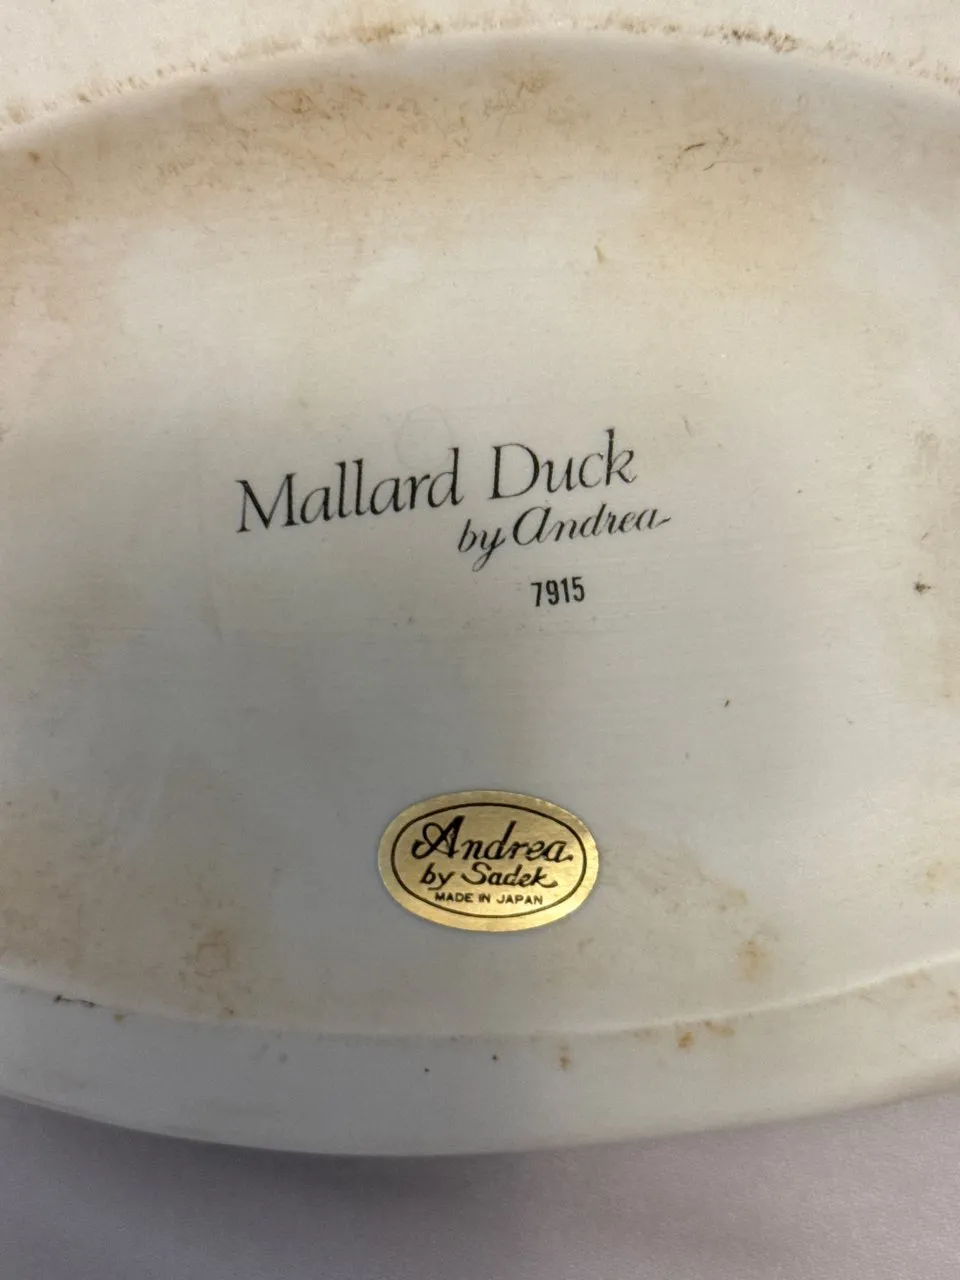 Mallard Duck
by Andrea
7915
Andrea
by Sadek
MADE IN JAPAN